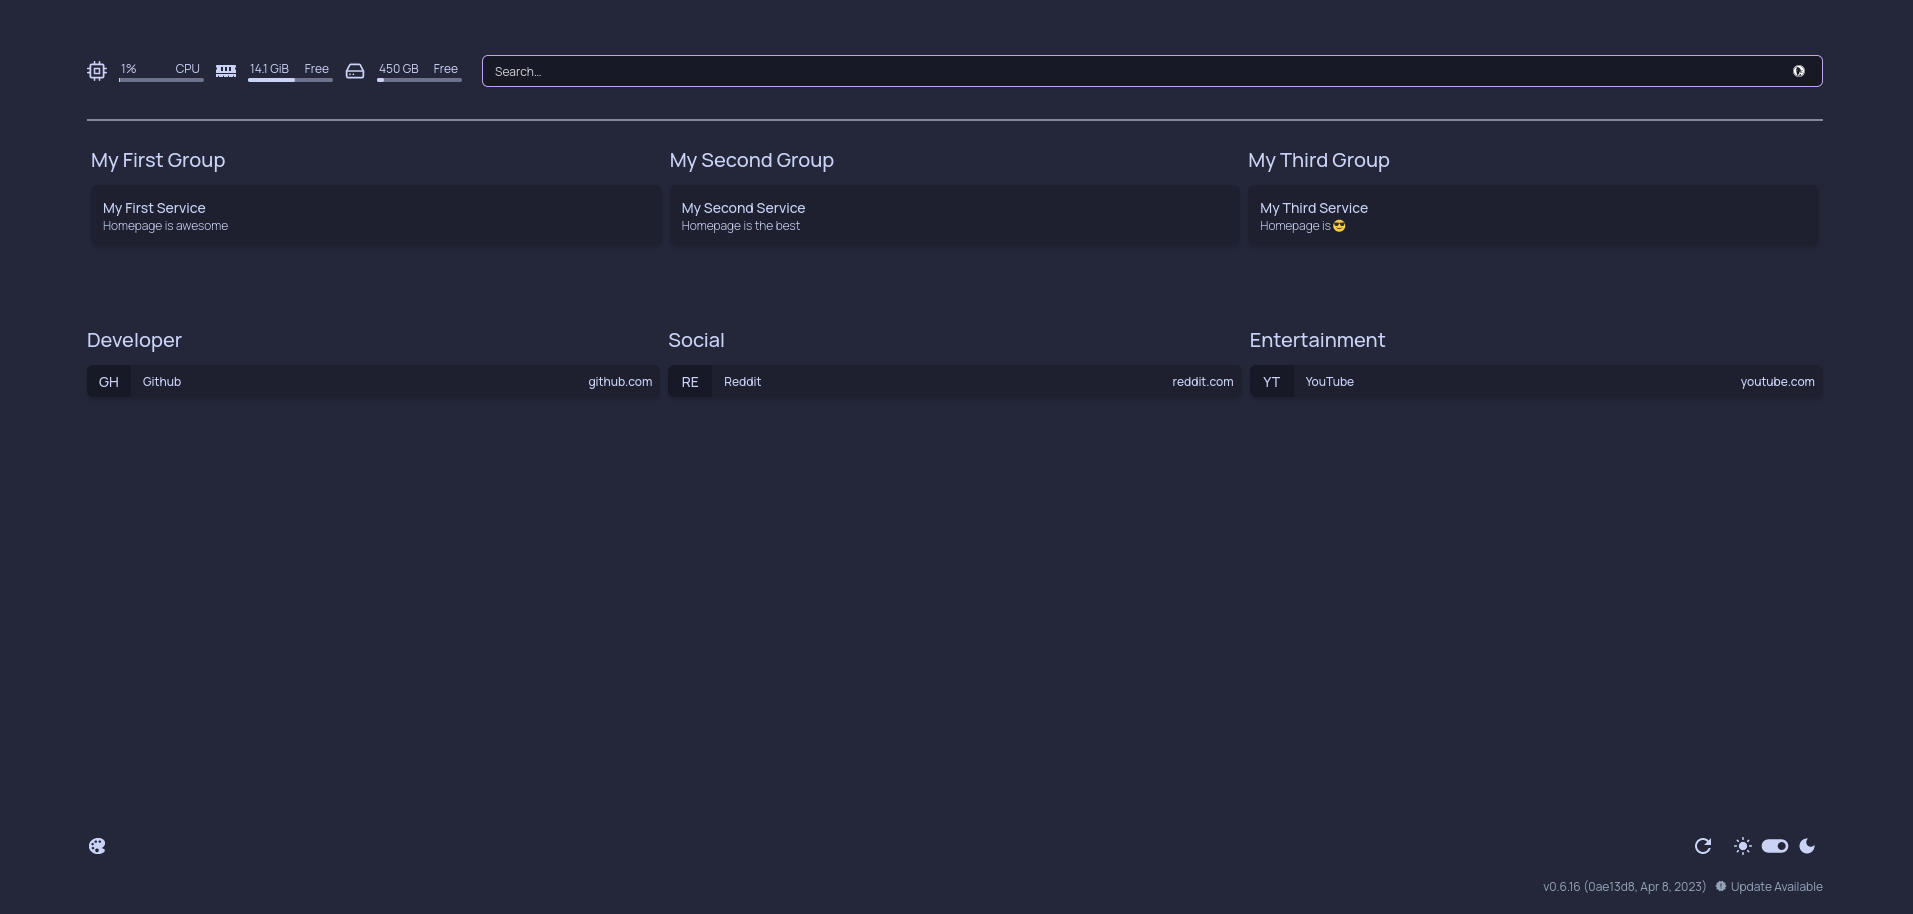 1% CPU 14.1 GiB Free 450 GB Free Search...
My First Group My Second Group My Third Group
My First Service My Second Service My Third Service
Homepage is awesome Homepage is the best Homepage is 😎
Developer Social Entertainment
GH Github github.com RE Reddit reddit.com YT YouTube youtube.com
v0.6.16 (0ae13d8, Apr 8, 2023) Update Available